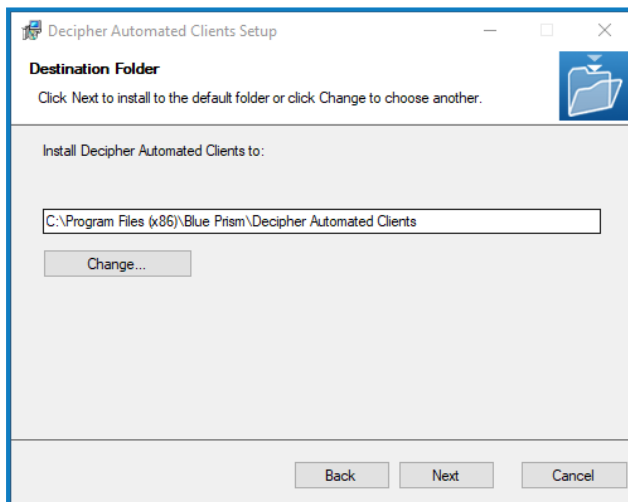 Decipher Automated Clients Setup
Destination Folder
Click Next to install to the default folder or click Change to choose another.
Install Decipher Automated Clients to:
C:\Program Files (x86)\Blue Prism\Decipher Automated Clients
Change...
Back Next Cancel